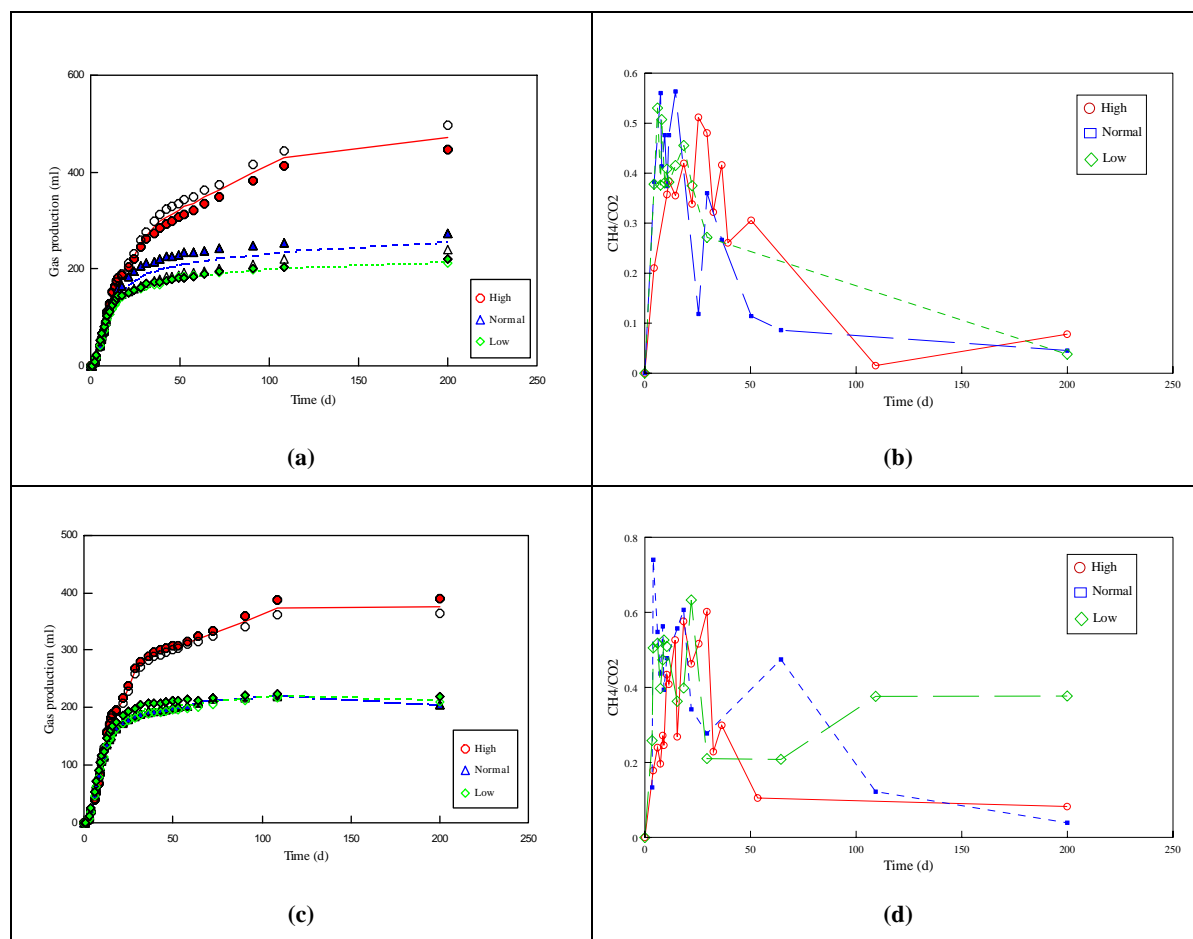 600
400
200
0
Gas production (ml)
0 50 100 150 200 250
Time (d)
High
Normal
Low
(a)
0.6
0.5
0.4
0.3
0.2
0.1
0
CH4/CO2
0 50 100 150 200 250
Time (d)
High
Normal
Low
(b)
500
400
300
200
100
0
Gas production (ml)
0 50 100 150 200 250
Time (d)
High
Normal
Low
(c)
0.8
0.6
0.4
0.2
0
CH4/CO2
0 50 100 150 200 250
Time (d)
High
Normal
Low
(d)